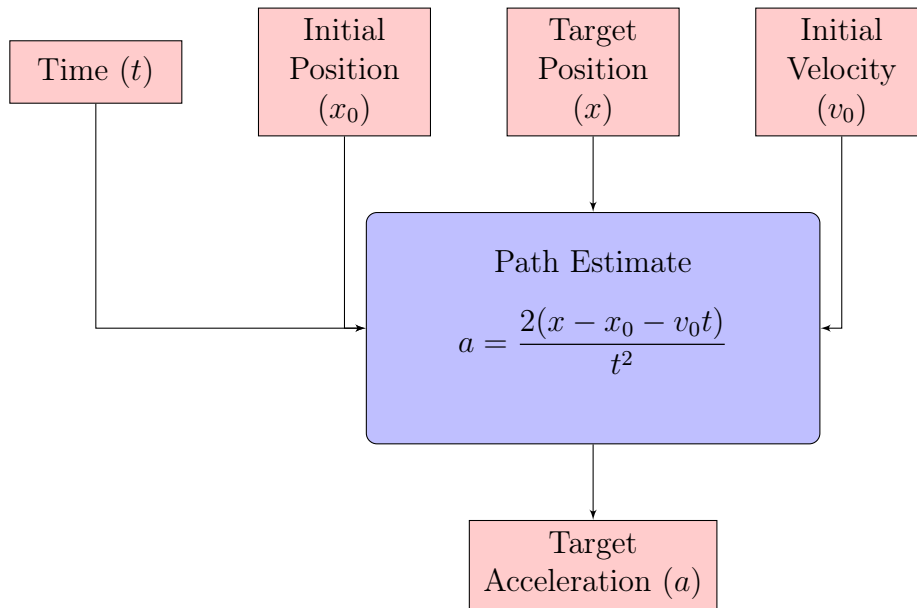 Time (t)
Initial
Position
(x₀)
Target
Position
(x)
Initial
Velocity
(v₀)
Path Estimate
a = 2(x − x₀ − v₀t) / t²
Target
Acceleration (a)